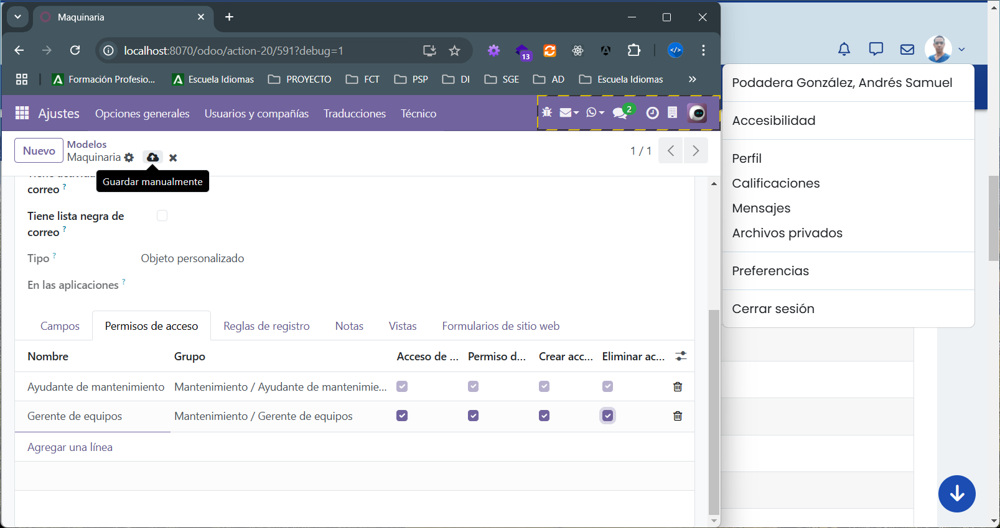 Maquinaria
localhost:8070/odoo/action-20/591?debug=1
13
Formación Profesio...
Escuela Idiomas
PROYECTO
FCT
PSP
DI
SGE
AD
Escuela Idiomas
Ajustes
Opciones generales
Usuarios y compañías
Traducciones
Técnico
2
Nuevo
Modelos
Maquinaria
1 / 1
Guardar manualmente
correo ?
Tiene lista negra de
correo ?
Tipo ?
Objeto personalizado
En las aplicaciones ?
Campos
Permisos de acceso
Reglas de registro
Notas
Vistas
Formularios de sitio web
Nombre
Grupo
Acceso de ...
Permiso d...
Crear acc...
Eliminar ac...
Ayudante de mantenimiento
Mantenimiento / Ayudante de mantenimie...
Gerente de equipos
Mantenimiento / Gerente de equipos
Agregar una línea
Podadera González, Andrés Samuel
Accesibilidad
Perfil
Calificaciones
Mensajes
Archivos privados
Preferencias
Cerrar sesión